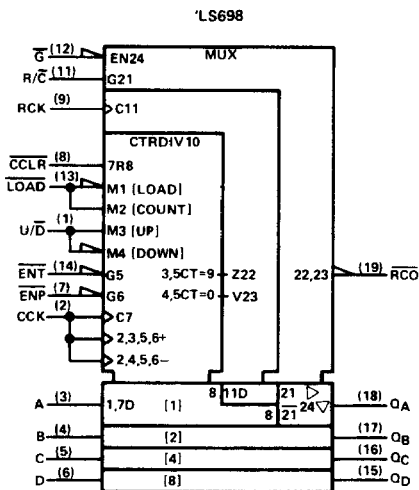 'LS698
G̅ (12) EN24 MUX
R/C̅ (11) G21
RCK (9) C11
CTRDIV10
C̅C̅L̅R̅ (8) 7R8
L̅O̅A̅D̅ (13) M1 [LOAD]
M2 [COUNT]
U/D̅ (1) M3 [UP]
M4 [DOWN]
E̅N̅T̅ (14) G5 3,5CT=9 Z22 22,23 (19) R̅C̅O̅
E̅N̅P̅ (7) G6 4,5CT=0 V23
CCK (2) C7
2,3,5,6+
2,4,5,6−
A (3) 1,7D [1] 8 11D 21 24 (18) QA
8 2̅1̅
B (4) [2] (17) QB
C (5) [4] (16) QC
D (6) [8] (15) QD